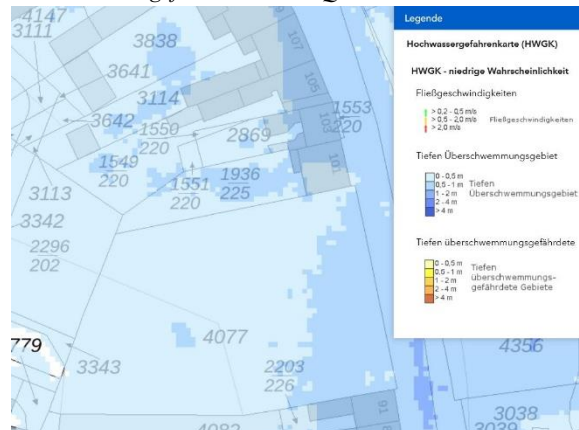 4147
3111
3838
3641
3114
3642
1550
220
2869
1549
220
1551
220
1936
225
3113
3342
2296
202
779
3343
4077
2203
226
107
105
103
101
1553
220
91
4356
3038
3039
4082
Legende
Hochwassergefahrenkarte (HWGK)
HWGK - niedrige Wahrscheinlichkeit
Fließgeschwindigkeiten
> 0,2 - 0,5 m/s
> 0,5 - 2,0 m/s
> 2,0 m/s
Fließgeschwindigkeiten
Tiefen Überschwemmungsgebiet
0 - 0,5 m
0,5 - 1 m
1 - 2 m
2 - 4 m
> 4 m
Tiefen
Überschwemmungsgebiet
Tiefen überschwemmungsgefährdete
0 - 0,5 m
0,5 - 1 m
1 - 2 m
2 - 4 m
> 4 m
Tiefen
überschwemmungs-
gefährdete Gebiete